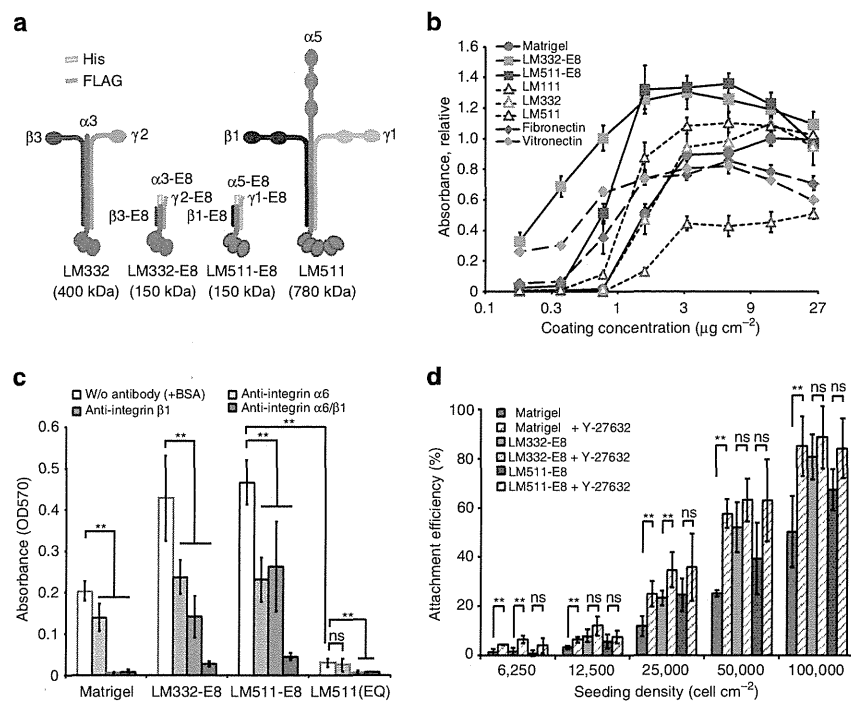 a
His
FLAG
α5
α3
β3
γ2
β1
γ1
α3-E8
γ2-E8
β3-E8
α5-E8
γ1-E8
β1-E8
LM332
(400 kDa)
LM332-E8
(150 kDa)
LM511-E8
(150 kDa)
LM511
(780 kDa)
b
Absorbance, relative
1.6
1.4
1.2
1.0
0.8
0.6
0.4
0.2
0
Matrigel
LM332-E8
LM511-E8
LM111
LM332
LM511
Fibronectin
Vitronectin
0.1 0.3 1 3 9 27
Coating concentration (μg cm⁻²)
c
W/o antibody (+BSA)
Anti-integrin β1
Anti-integrin α6
Anti-integrin α6/β1
Absorbance (OD570)
0.6
0.5
0.4
0.3
0.2
0.1
0
** ** ** ** ns **
Matrigel LM332-E8 LM511-E8 LM511(EQ)
d
Attachment efficiency (%)
100
80
60
40
20
0
Matrigel
Matrigel + Y-27632
LM332-E8
LM332-E8 + Y-27632
LM511-E8
LM511-E8 + Y-27632
** ** ns
** ns ns
** ** ns
** ns ns
** ns ns
6,250 12,500 25,000 50,000 100,000
Seeding density (cell cm⁻²)